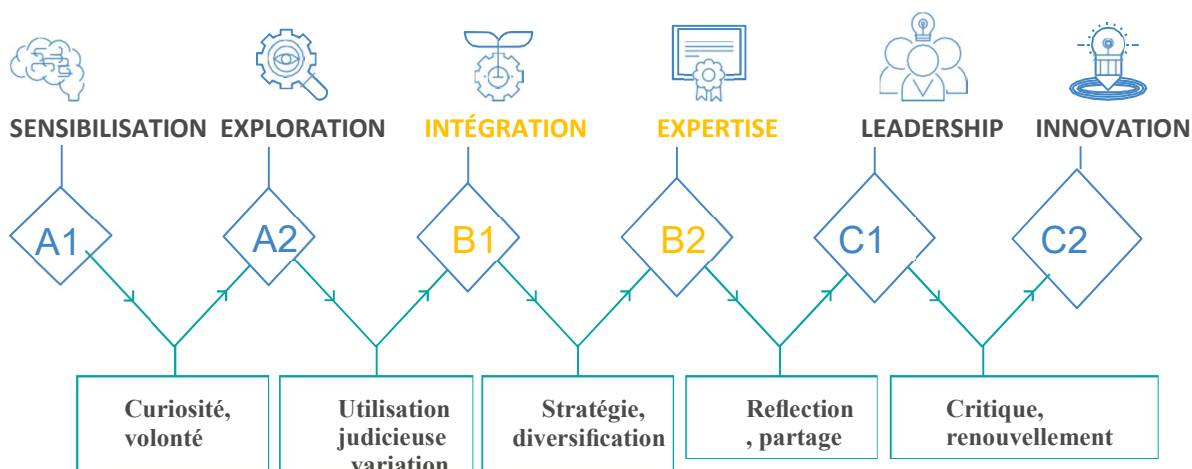 SENSIBILISATION EXPLORATION INTÉGRATION EXPERTISE LEADERSHIP INNOVATION
A1 A2 B1 B2 C1 C2
Curiosité,
volonté
Utilisation
judicieuse
, variation
Stratégie,
diversification
Reflection
, partage
Critique,
renouvellement